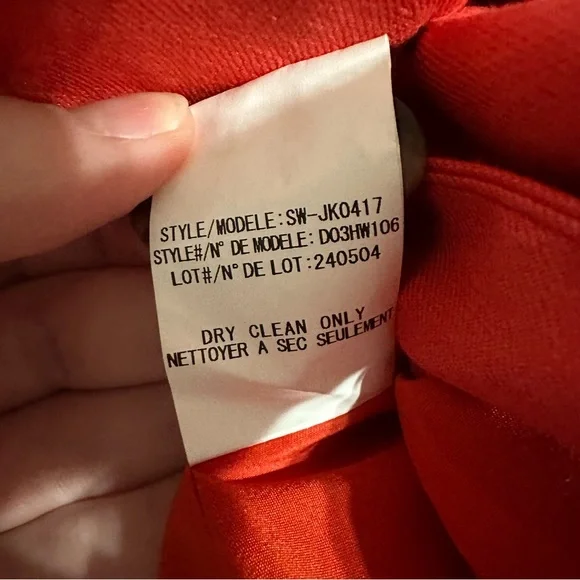 STYLE/MODELE:SW-JK0417
STYLE#/N° DE MODELE: D03HW106
LOT#/N° DE LOT:240504
DRY CLEAN ONLY
NETTOYER A SEC SEULEMENT